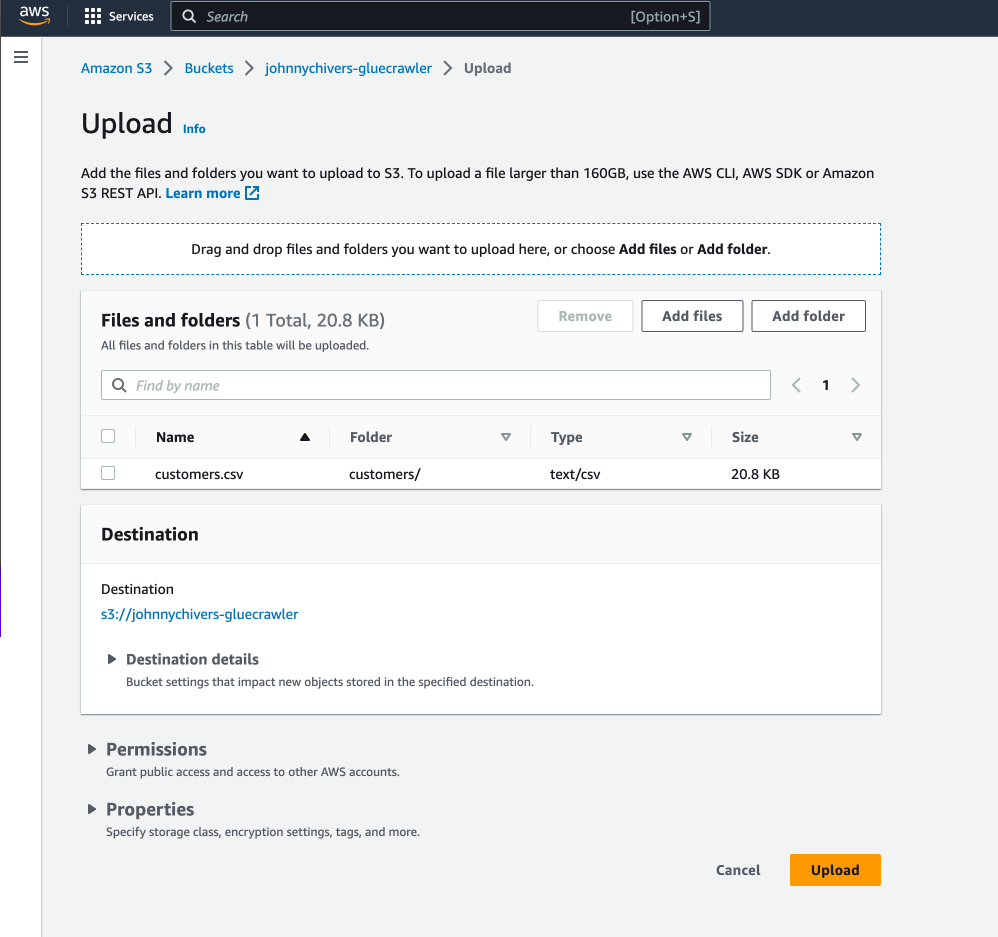 aws Services Search [Option+S]
Amazon S3 Buckets johnnychivers-gluecrawler Upload
Upload Info
Add the files and folders you want to upload to S3. To upload a file larger than 160GB, use the AWS CLI, AWS SDK or Amazon
S3 REST API. Learn more
Drag and drop files and folders you want to upload here, or choose Add files or Add folder.
Files and folders (1 Total, 20.8 KB) Remove Add files Add folder
All files and folders in this table will be uploaded.
Find by name 1
Name Folder Type Size
customers.csv customers/ text/csv 20.8 KB
Destination
Destination
s3://johnnychivers-gluecrawler
Destination details
Bucket settings that impact new objects stored in the specified destination.
Permissions
Grant public access and access to other AWS accounts.
Properties
Specify storage class, encryption settings, tags, and more.
Cancel Upload